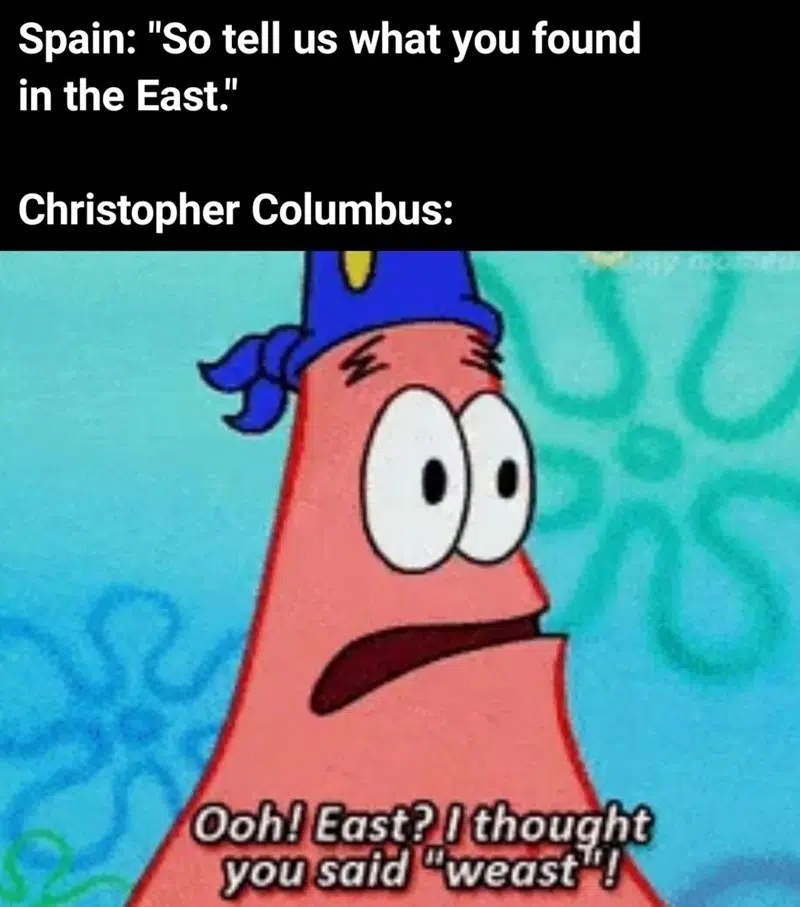 Spain: "So tell us what you found
in the East."
Christopher Columbus:
Ooh! East? I thought
you said "weast"!